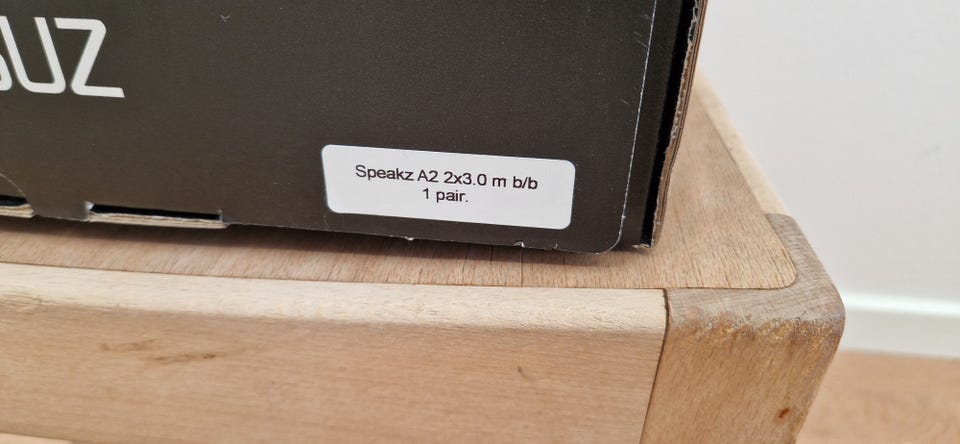 UZ
Speakz A2 2x3.0 m b/b
1 pair.